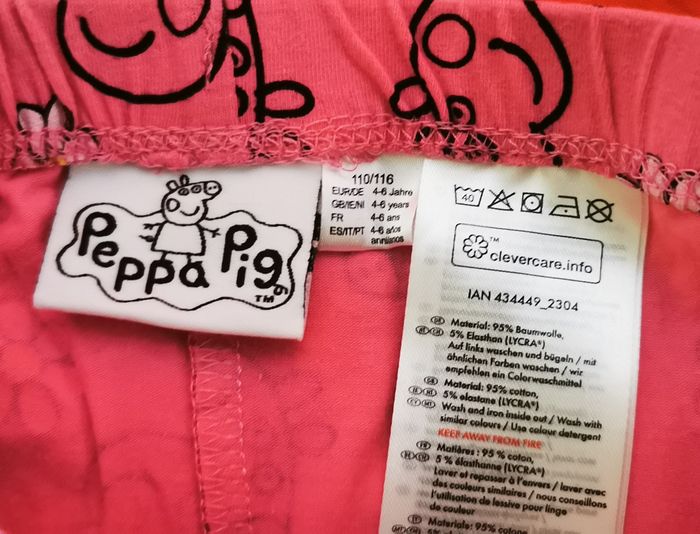 Peppa Pig
TM
110/116
EUR/DE 4-6 Jahre
GB/IE/NI 4-6 years
FR 4-6 ans
ES/IT/PT 4-6 años
anni/anos
40
TM
clevercare.info
IAN 434449_2304
Material: 95% Baumwolle,
5% Elasthan (LYCRA®)
Auf links waschen und bügeln / mit
ähnlichen Farben waschen / wir
empfehlen ein Colorwaschmittel
Material: 95% cotton,
5% elastane (LYCRA®)
Wash and iron inside out / Wash with
similar colours / Use colour detergent
KEEP AWAY FROM FIRE
Matières : 95 % coton,
5 % élasthanne (LYCRA®)
Laver et repasser à l'envers / laver avec
des couleurs similaires / nous conseillons
l'utilisation de lessive pour linge
de couleur
Materiale: 95% cotone